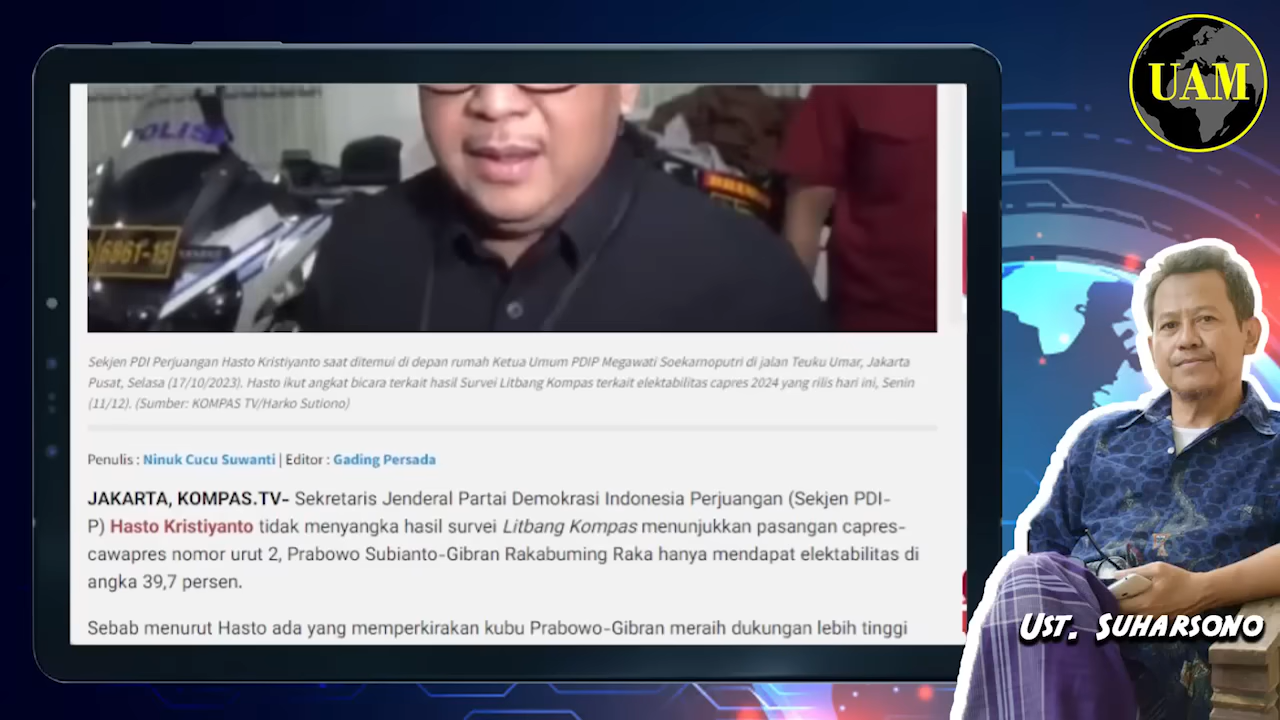 UAM
POLISI
6861-15
Sekjen PDI Perjuangan Hasto Kristiyanto saat ditemui di depan rumah Ketua Umum PDIP Megawati Soekarnoputri di jalan Teuku Umar, Jakarta
Pusat, Selasa (17/10/2023). Hasto ikut angkat bicara terkait hasil Survei Litbang Kompas terkait elektabilitas capres 2024 yang rilis hari ini, Senin
(11/12). (Sumber: KOMPAS TV/Harko Sutiono)
Penulis : Ninuk Cucu Suwanti | Editor : Gading Persada
JAKARTA, KOMPAS.TV- Sekretaris Jenderal Partai Demokrasi Indonesia Perjuangan (Sekjen PDI-
P) Hasto Kristiyanto tidak menyangka hasil survei Litbang Kompas menunjukkan pasangan capres-
cawapres nomor urut 2, Prabowo Subianto-Gibran Rakabuming Raka hanya mendapat elektabilitas di
angka 39,7 persen.
Sebab menurut Hasto ada yang memperkirakan kubu Prabowo-Gibran meraih dukungan lebih tinggi
Ust. Suharsono